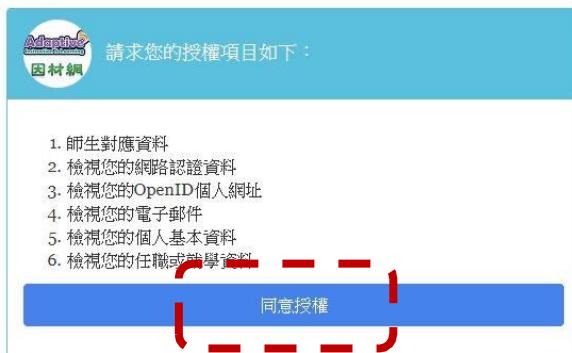 Adaptive
Instruction & Learning
因材網
請求您的授權項目如下：
1. 師生對應資料
2. 檢視您的網路認證資料
3. 檢視您的OpenID個人網址
4. 檢視您的電子郵件
5. 檢視您的個人基本資料
6. 檢視您的任職或就學資料
同意授權